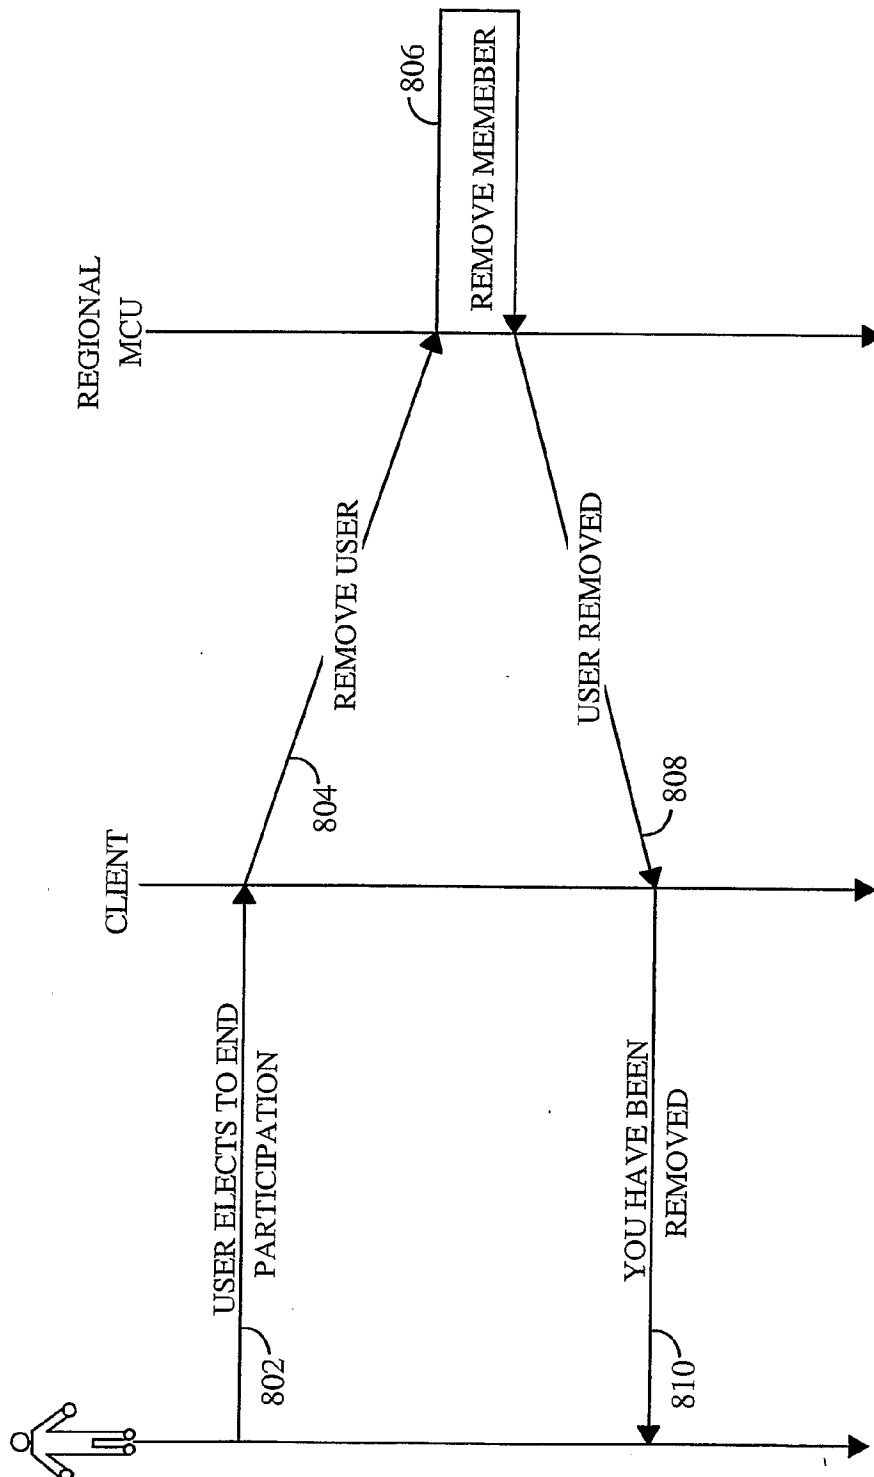 CLIENT
REGIONAL
MCU
USER ELECTS TO END
PARTICIPATION
802
804
REMOVE USER
806
REMOVE MEMEBER
USER REMOVED
808
YOU HAVE BEEN
REMOVED
810